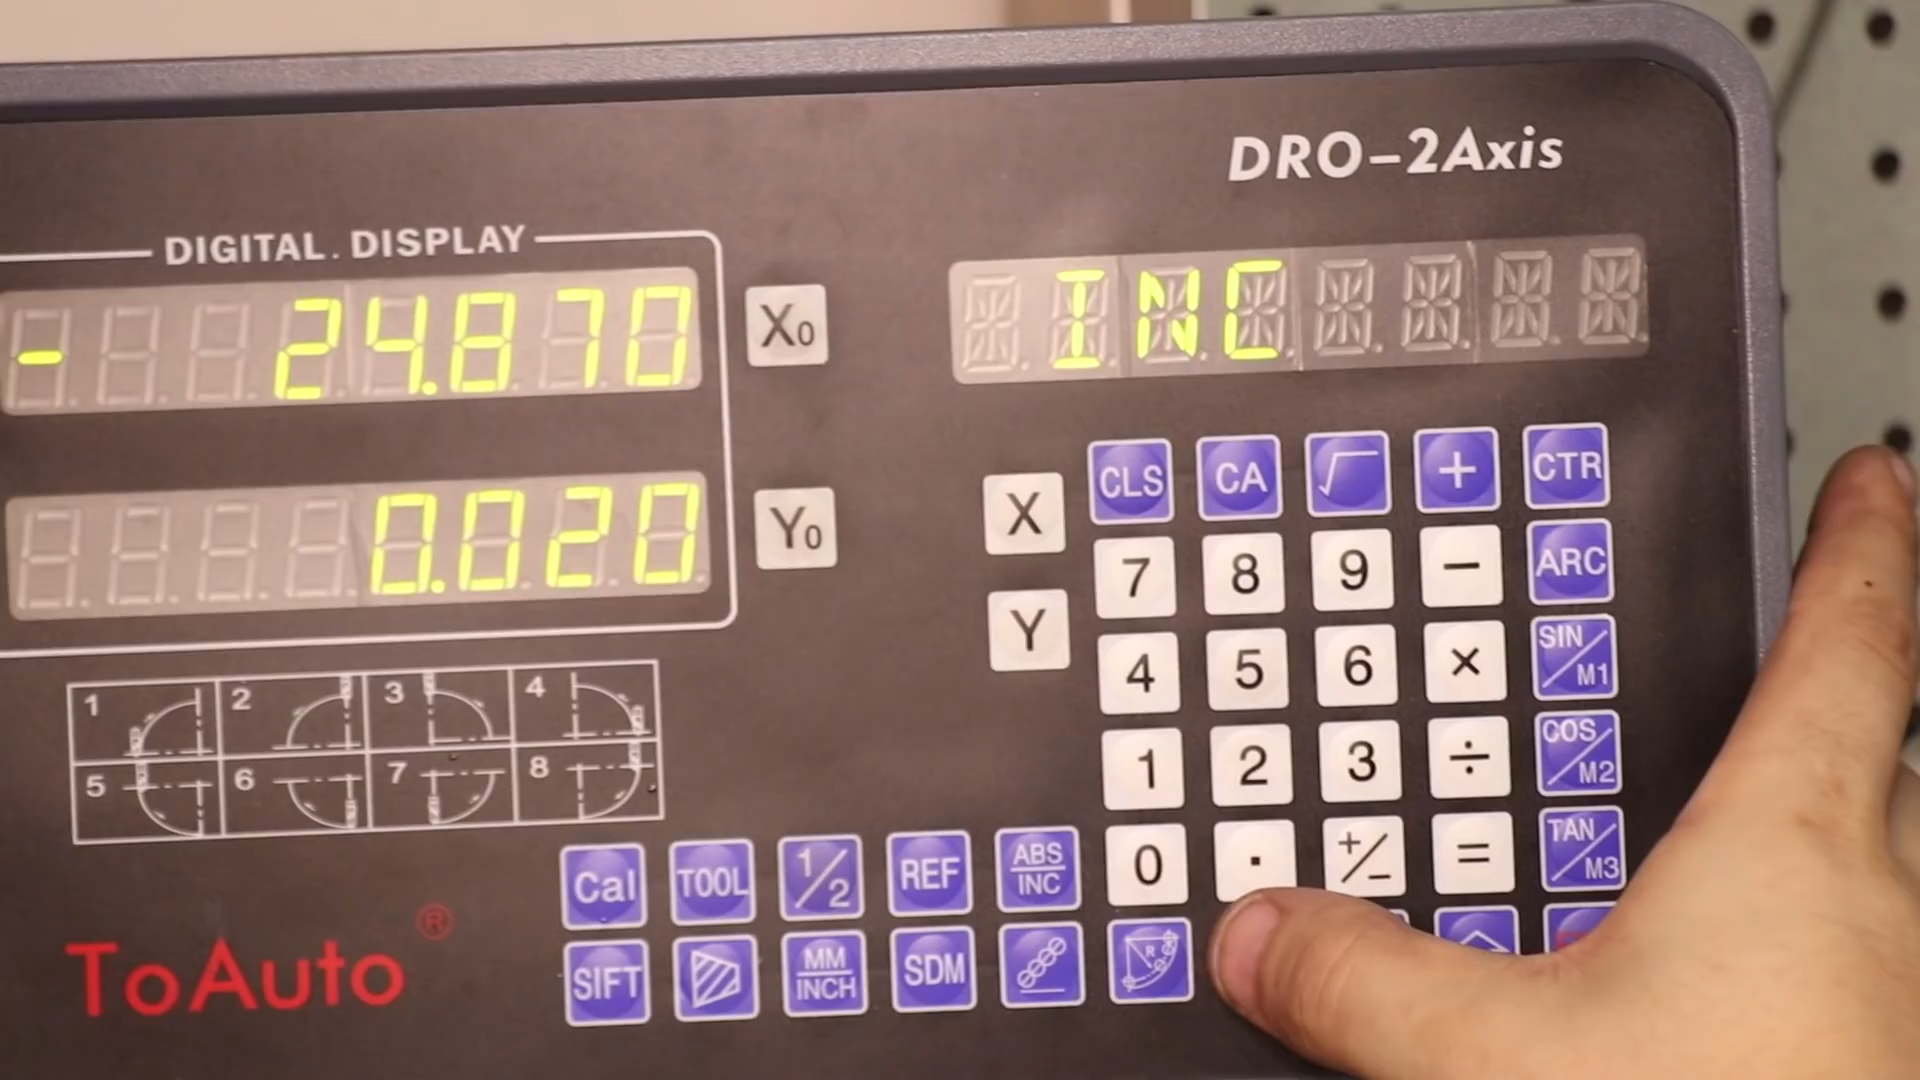 DRO-2Axis
DIGITAL. DISPLAY
-24.870
X0
INC
0.020
Y0
X
Y
CLS CA √ + CTR
7 8 9 − ARC
4 5 6 × SIN/M1
1 2 3 ÷ COS/M2
0 . +/− = TAN/M3
1 2 3 4
5 6 7 8
Cal TOOL 1/2 REF ABS/INC
SIFT MM/INCH SDM R
ToAuto®